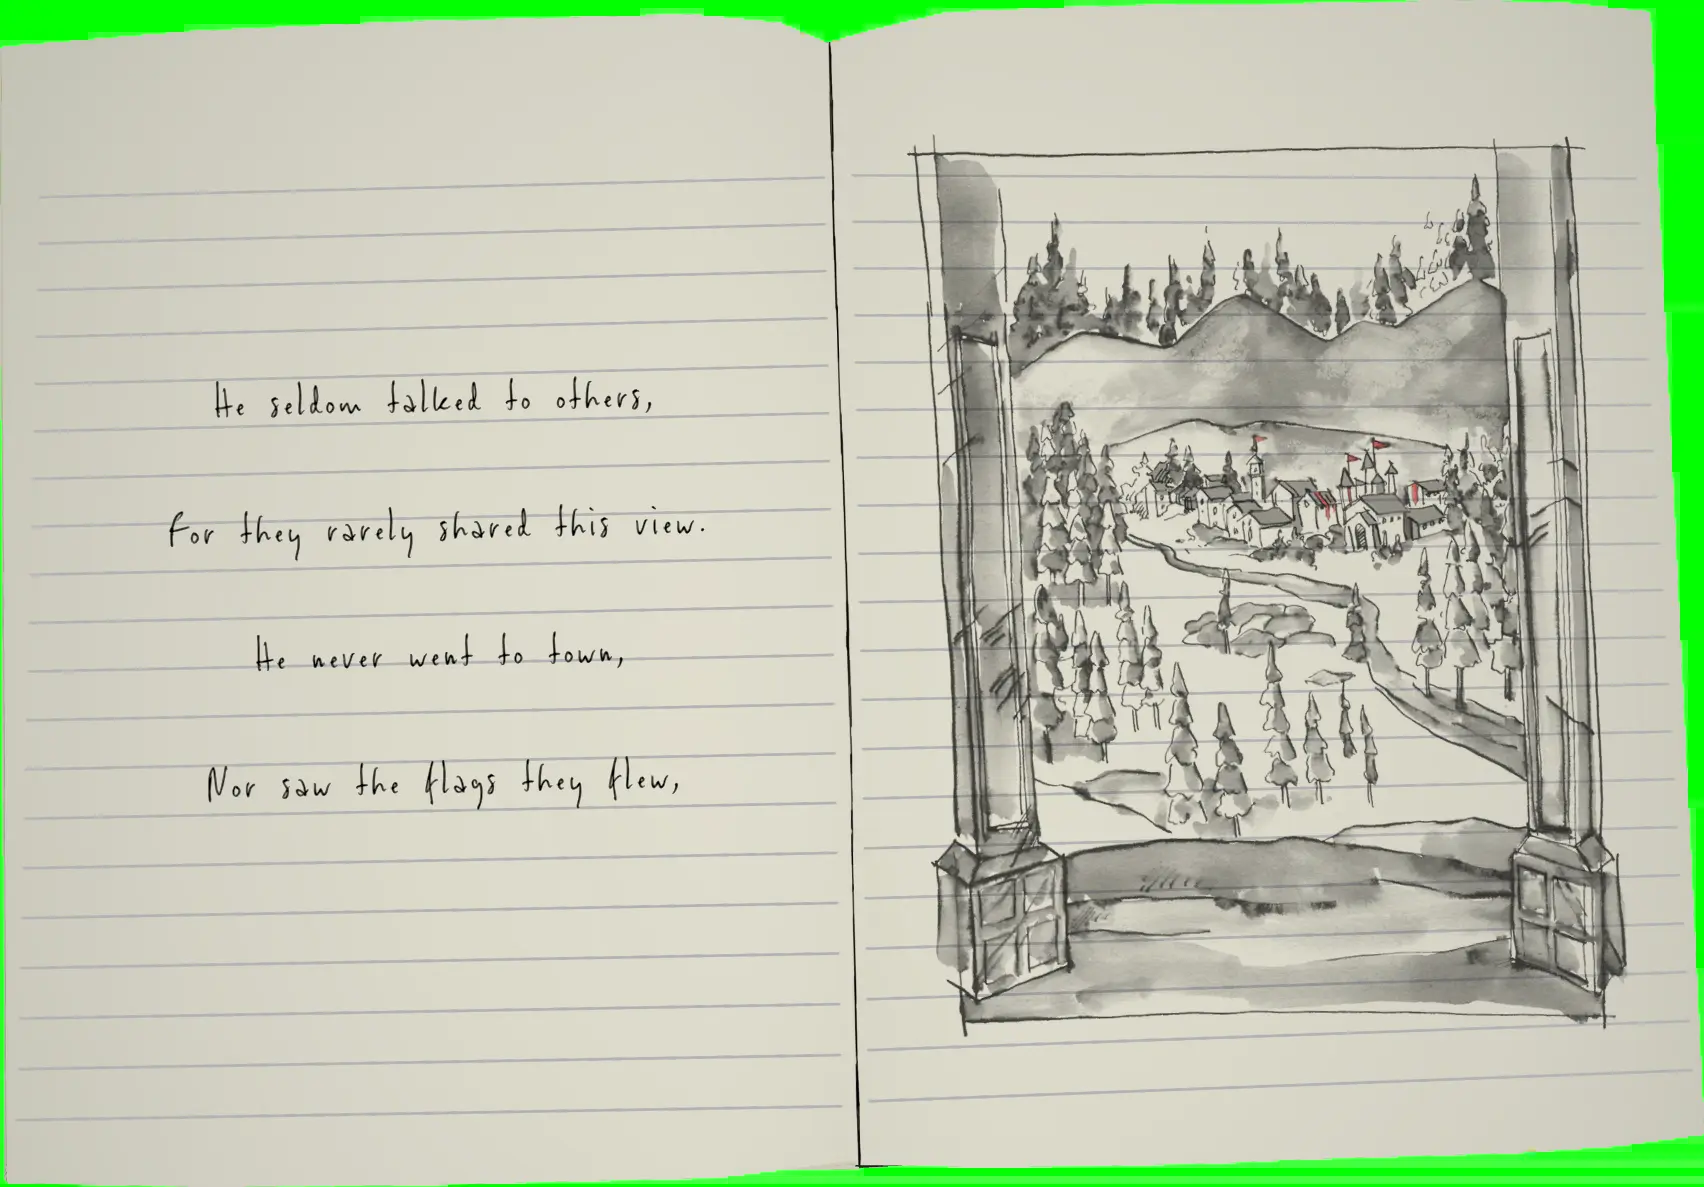 He seldom talked to others,
For they rarely shared this view.
He never went to town,
Nor saw the flags they flew,